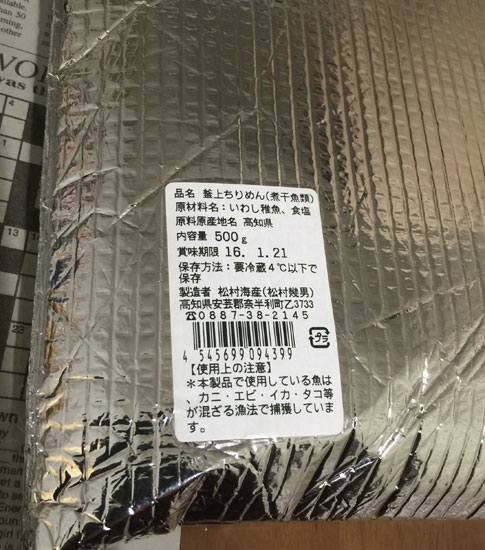 品名 釜上ちりめん(煮干魚類)
原材料名：いわし稚魚、食塩
原料原産地名 高知県
内容量 500g
賞味期限 16. 1.21
保存方法：要冷蔵4℃以下で
保存
製造者 松村海産(松村幾男)
高知県安芸郡奈半利町乙3733
☎0887-38-2145
4 545699 094399
プラ
【使用上の注意】
＊本製品で使用している魚は
、カニ・エビ・イカ・タコ等
が混ざる漁法で捕獲していま
す。